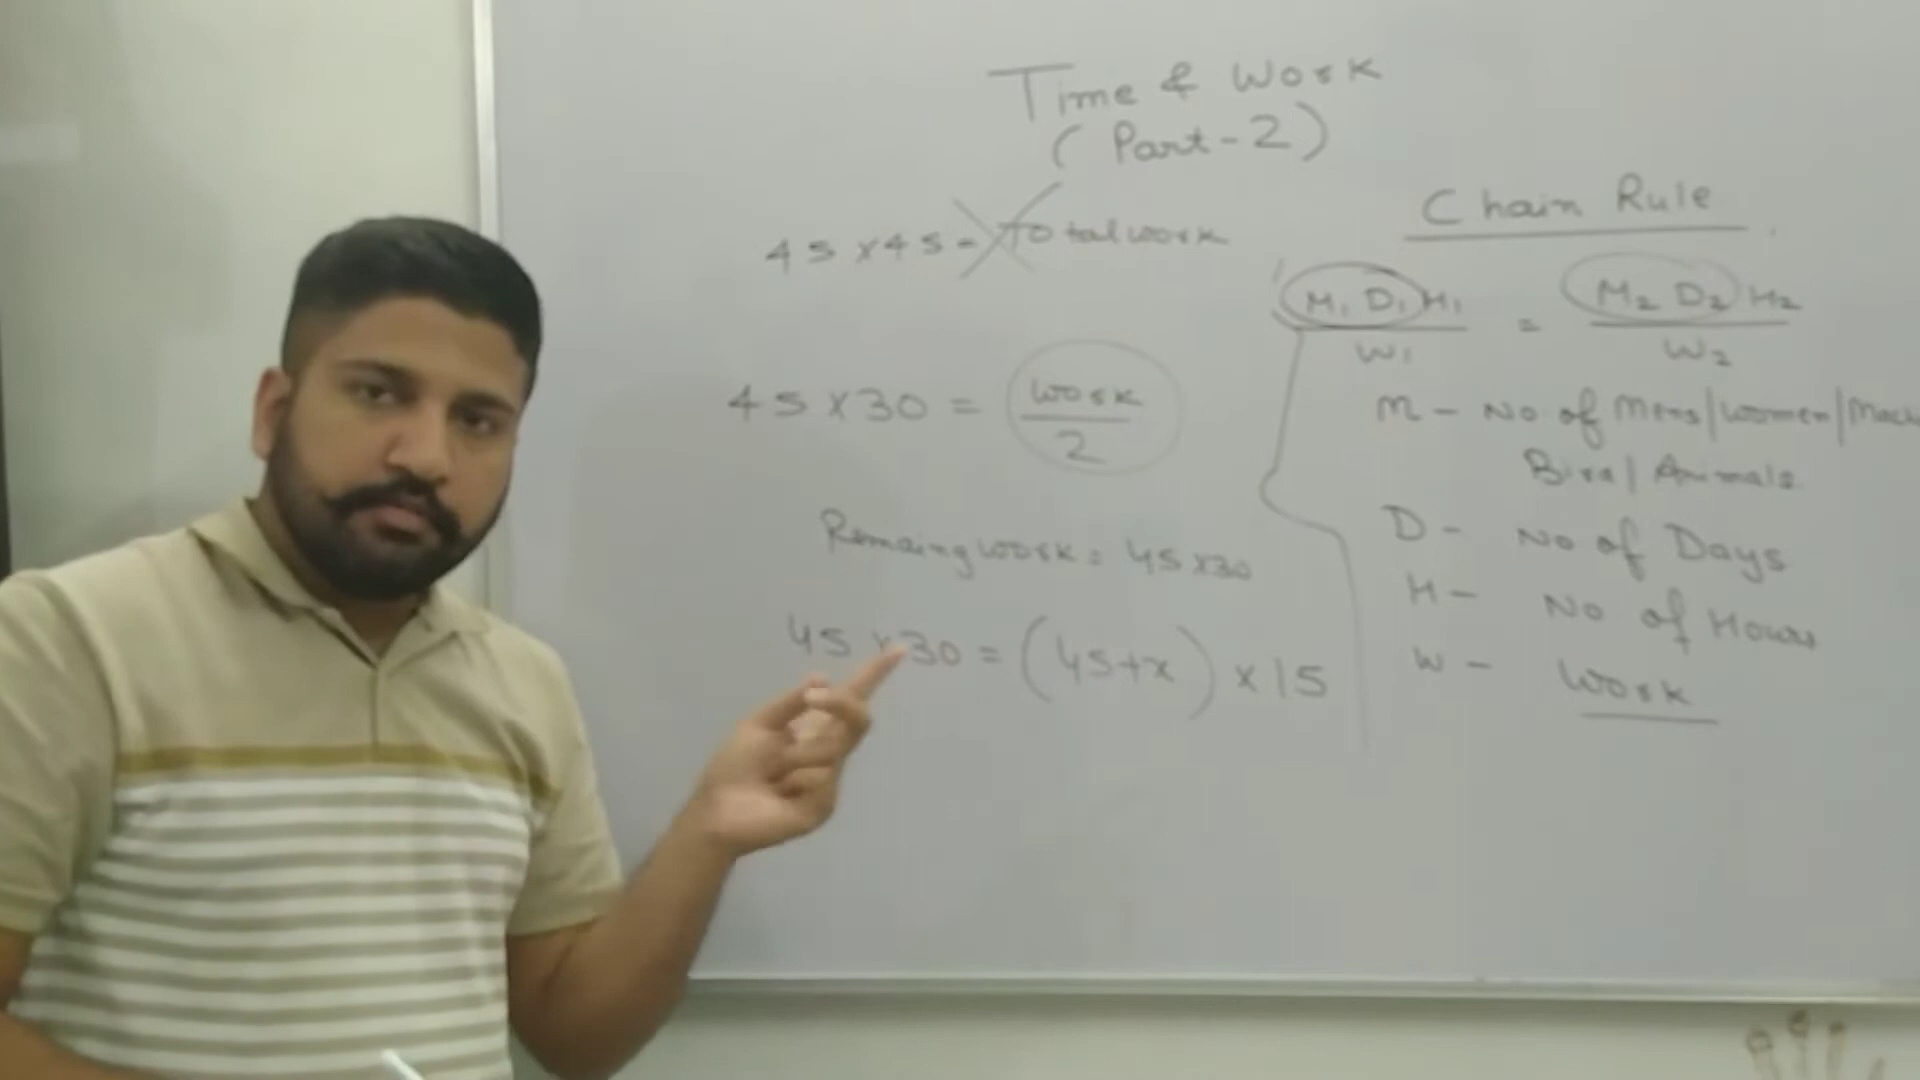 Time & Work
(Part-2)
45 x 45 = Total work
45 x 30 = work
2
Remaing work = 45 x 30
45 x 30 = (45+x) x 15
Chain Rule
M1 D1 H1 = M2 D2 H2
W1 W2
M - No of Mens/Women/Mach
Bird/Animals
D - No of Days
H - No of Hours
W - Work